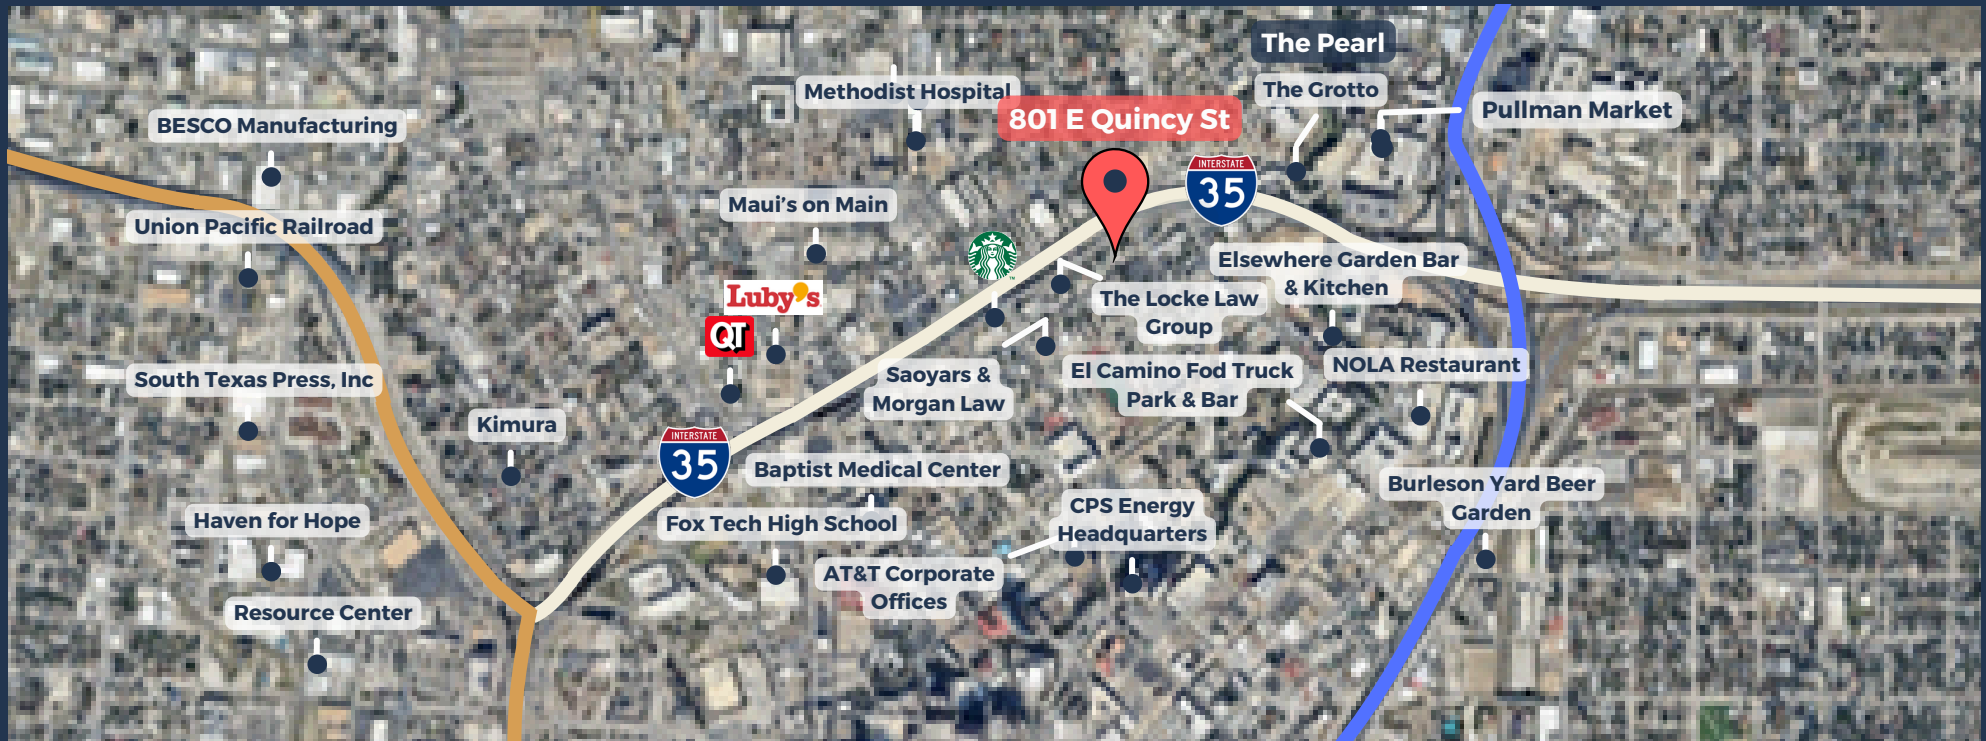 The Pearl
The Grotto
Methodist Hospital
Pullman Market
801 E Quincy St
BESCO Manufacturing
INTERSTATE
35
Maui's on Main
Union Pacific Railroad
Elsewhere Garden Bar
& Kitchen
Luby's
The Locke Law
Group
QT
South Texas Press, Inc
Saoyars &
Morgan Law
El Camino Fod Truck
Park & Bar
NOLA Restaurant
Kimura
INTERSTATE
35
Baptist Medical Center
Burleson Yard Beer
Garden
Haven for Hope
Fox Tech High School
CPS Energy
Headquarters
AT&T Corporate
Offices
Resource Center